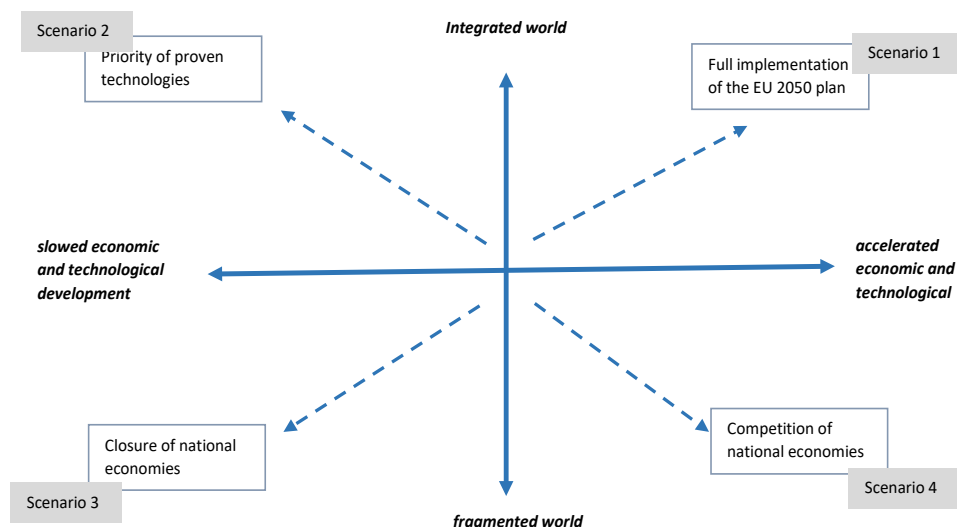 Scenario 2
Integrated world
Scenario 1
Priority of proven
technologies
Full implementation
of the EU 2050 plan
slowed economic
and technological
development
accelerated
economic and
technological
Closure of national
economies
Competition of
national economies
Scenario 3
Scenario 4
fragmented world